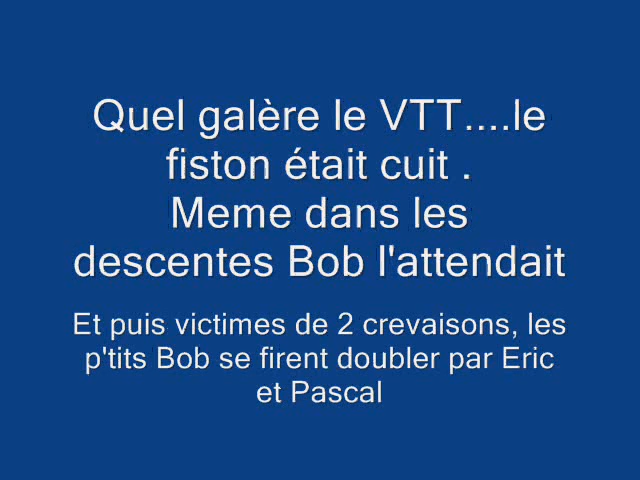 Quel galère le VTT....le
fiston était cuit .
Meme dans les
descentes Bob l'attendait
Et puis victimes de 2 crevaisons, les
p'tits Bob se firent doubler par Eric
et Pascal